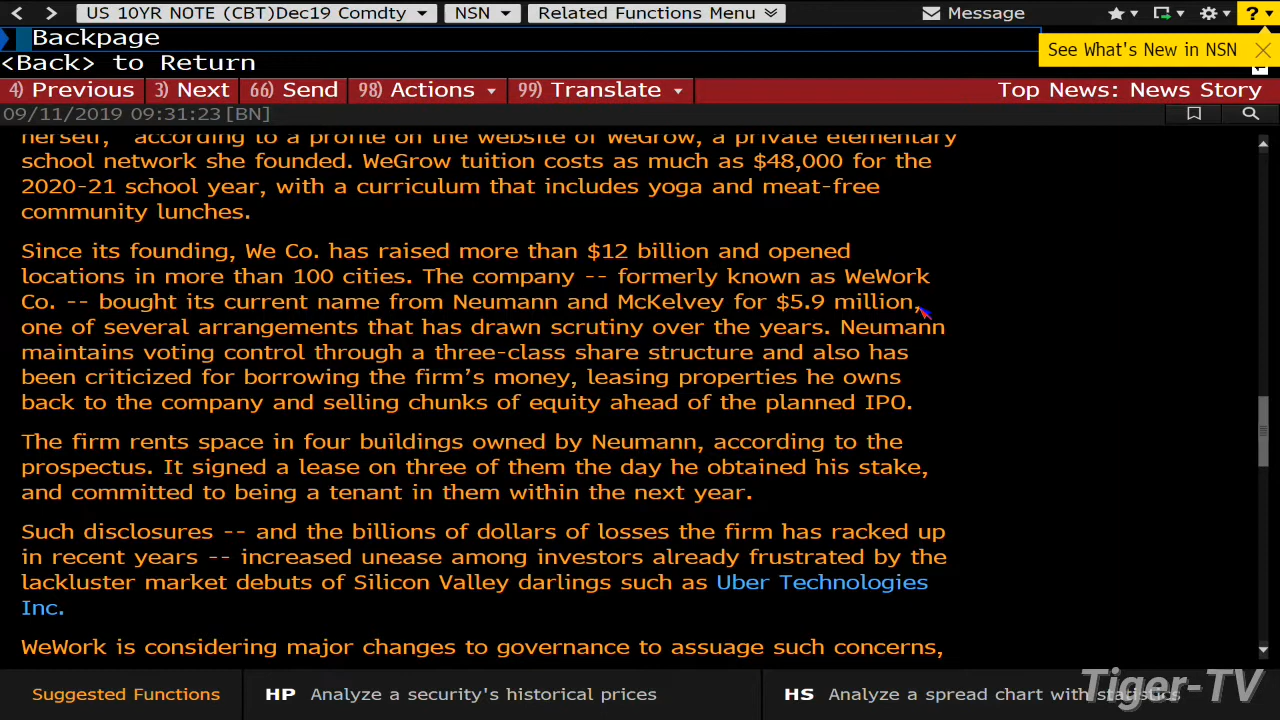 US 10YR NOTE (CBT)Dec19 Comdty NSN Related Functions Menu Message ?
Backpage
See What's New in NSN
<Back> to Return
4) Previous 3) Next 66) Send 98) Actions 99) Translate Top News: News Story
09/11/2019 09:31:23[BN]
herself," according to a profile on the website of WeGrow, a private elementary
school network she founded. WeGrow tuition costs as much as $48,000 for the
2020-21 school year, with a curriculum that includes yoga and meat-free
community lunches.
Since its founding, We Co. has raised more than $12 billion and opened
locations in more than 100 cities. The company -- formerly known as WeWork
Co. -- bought its current name from Neumann and McKelvey for $5.9 million,
one of several arrangements that has drawn scrutiny over the years. Neumann
maintains voting control through a three-class share structure and also has
been criticized for borrowing the firm's money, leasing properties he owns
back to the company and selling chunks of equity ahead of the planned IPO.
The firm rents space in four buildings owned by Neumann, according to the
prospectus. It signed a lease on three of them the day he obtained his stake,
and committed to being a tenant in them within the next year.
Such disclosures -- and the billions of dollars of losses the firm has racked up
in recent years -- increased unease among investors already frustrated by the
lackluster market debuts of Silicon Valley darlings such as Uber Technologies
Inc.
WeWork is considering major changes to governance to assuage such concerns,
Suggested Functions HP Analyze a security's historical prices HS Analyze a spread chart with statistics
Tiger-TV